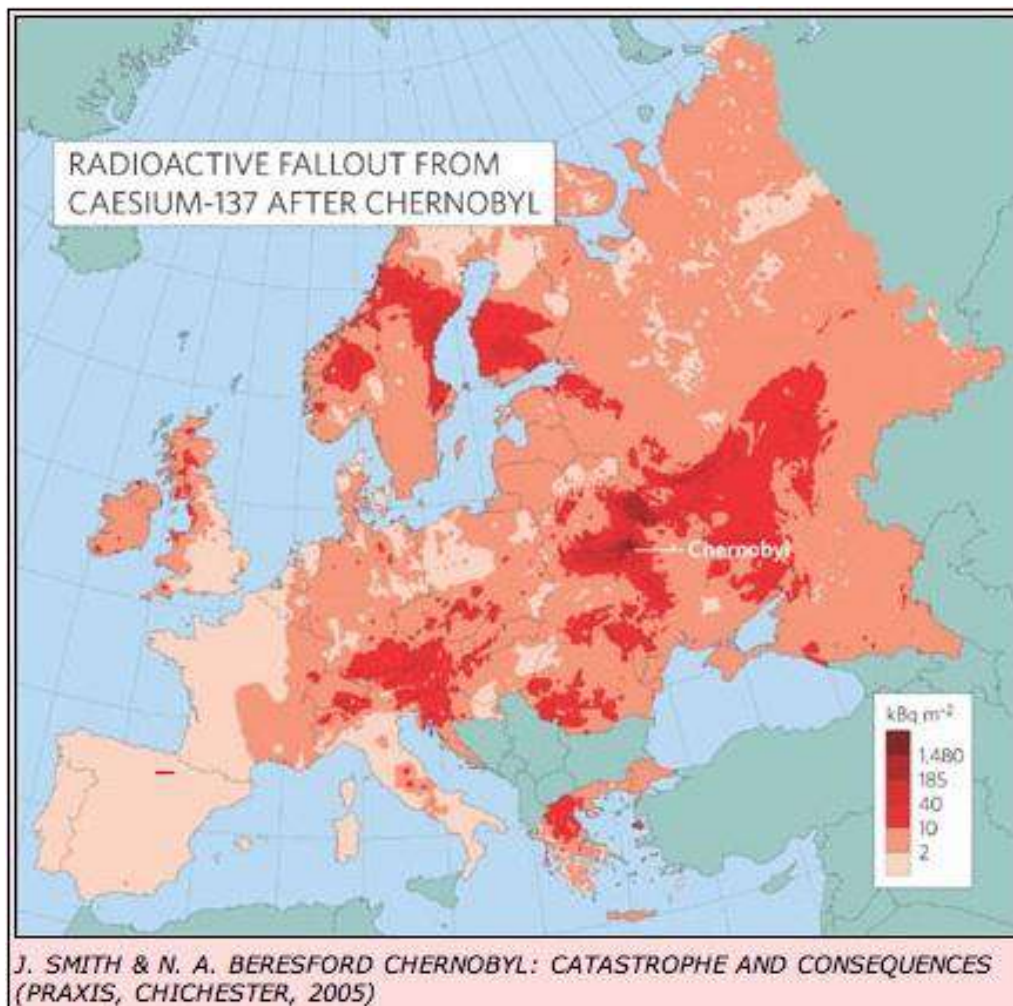 RADIOACTIVE FALLOUT FROM
CAESIUM-137 AFTER CHERNOBYL
Chernobyl
kBq m⁻²
1,480
185
40
10
2
J. SMITH & N. A. BERESFORD CHERNOBYL: CATASTROPHE AND CONSEQUENCES
(PRAXIS, CHICHESTER, 2005)